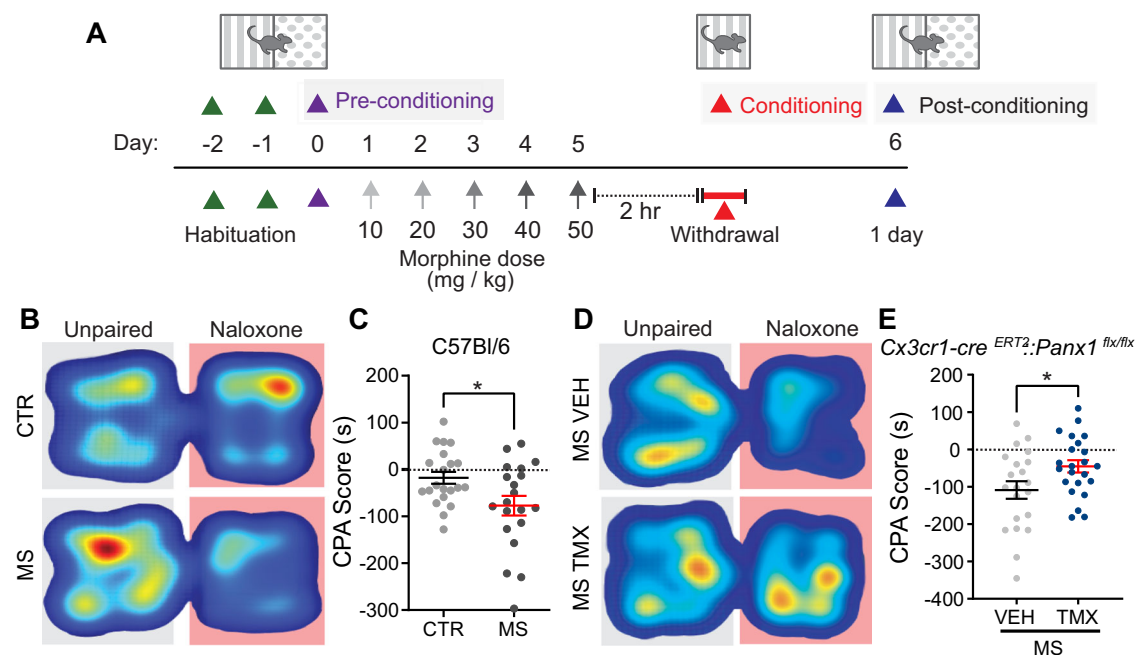 A
Pre-conditioning
Conditioning
Post-conditioning
Day: -2 -1 0 1 2 3 4 5 6
2 hr
Habituation 10 20 30 40 50 Withdrawal 1 day
Morphine dose
(mg / kg)
B
Unpaired Naloxone
CTR
MS
C
C57Bl/6
*
CPA Score (s)
200
100
0
-100
-200
-300
CTR MS
D
Unpaired Naloxone
MS VEH
MS TMX
E
Cx3cr1-cre ERT2::Panx1 flx/flx
*
CPA Score (s)
200
100
0
-100
-200
-300
-400
VEH TMX
MS